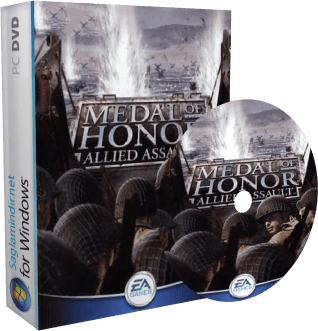 PC DVD
Saglamindir.net
for Windows
MEDAL OF
HONOR
ALLIED ASSAULT
EA
GAMES
MEDAL OF
HONOR
ALLIED ASSAULT
EA
GAMES